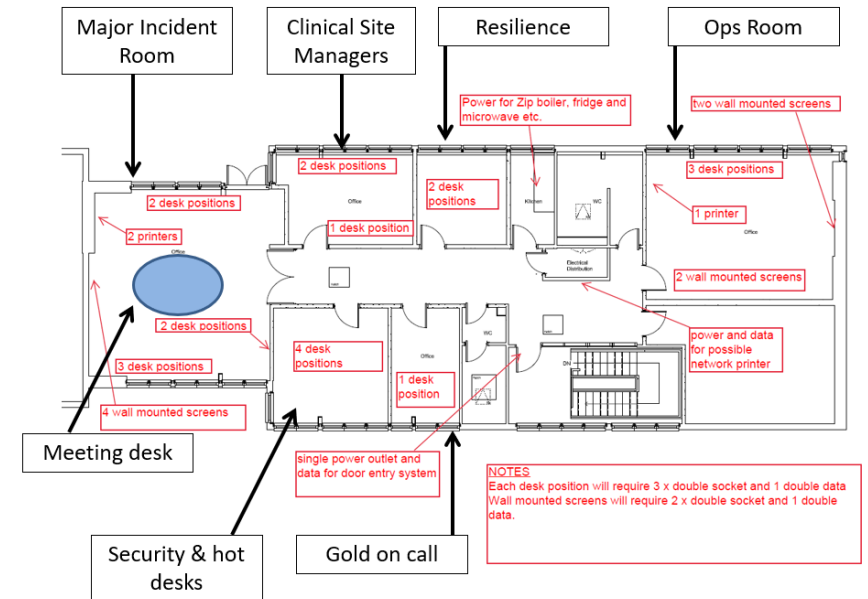 Major Incident
Room
Clinical Site
Managers
Resilience
Ops Room
Power for Zip boiler, fridge and
microwave etc.
two wall mounted screens
2 desk positions
2 desk positions
2 desk
positions
3 desk positions
Office
Kitchen
WC
1 desk position
1 printer
2 printers
Office
Office
Electrical
Distribution
2 wall mounted screens
2 desk positions
4 desk
positions
Office
WC
power and data
for possible
network printer
3 desk positions
1 desk
position
DN
4 wall mounted screens
Meeting desk
single power outlet and
data for door entry system
NOTES
Each desk position will require 3 x double socket and 1 double data
Wall mounted screens will require 2 x double socket and 1 double
data.
Security & hot
desks
Gold on call